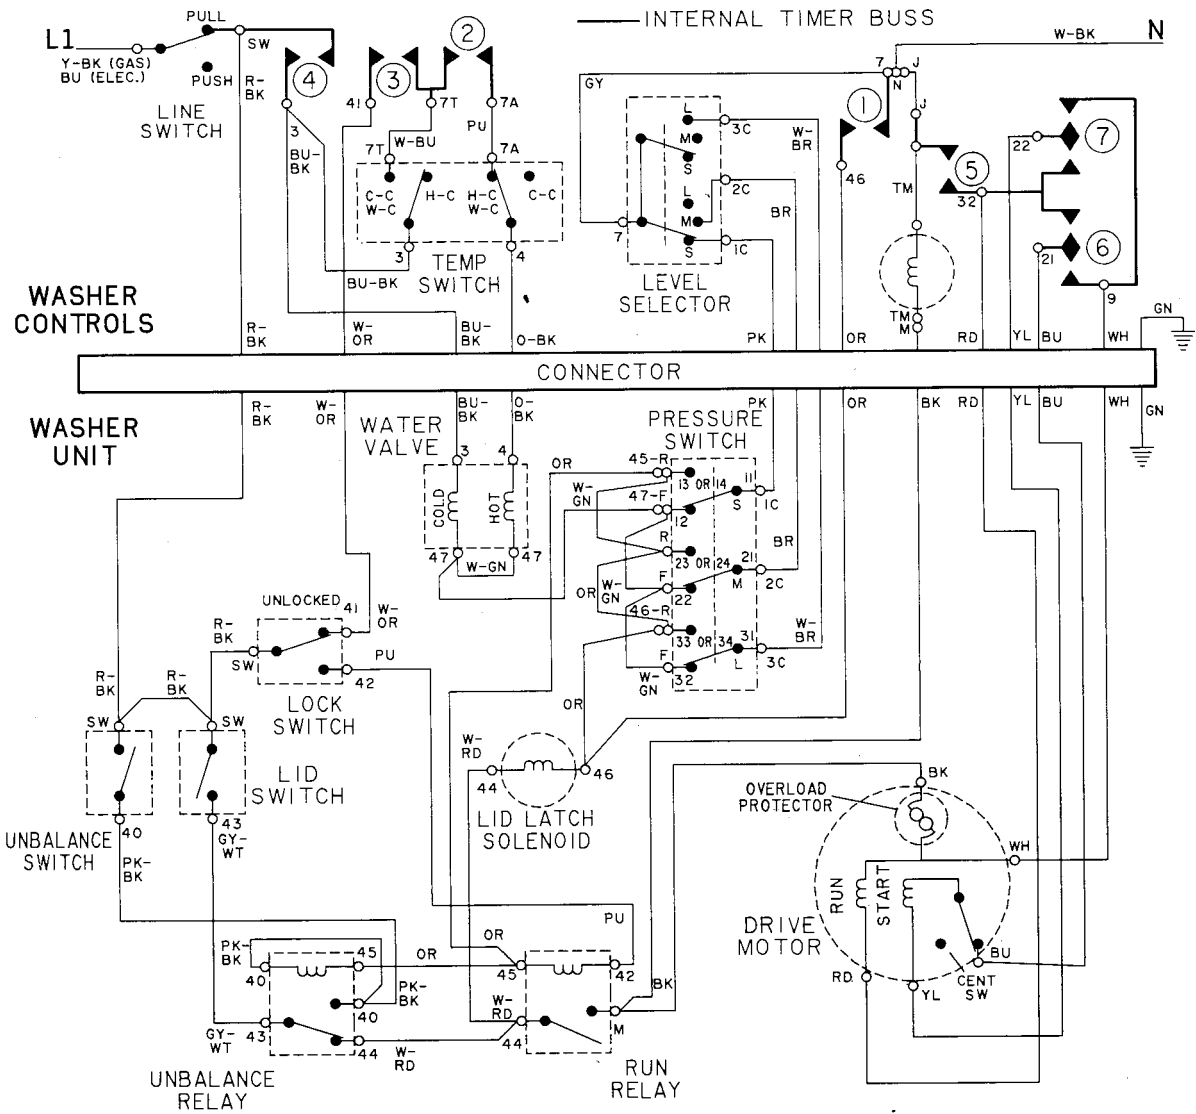 INTERNAL TIMER BUSS
PULL
L1
SW
2
W-BK
N
Y-BK (GAS)
BU (ELEC.)
PUSH
R-
BK
4
3
7
J
N
GY
1
LINE
SWITCH
3
41
7T
7A
PU
W-BU
7T
7A
BU-
BK
L
M
S
3C
W-
BR
J
22
7
5
46
TM
32
C-C
W-C
H-C
H-C
W-C
C-C
L
M
S
2C
BR
7
1C
21
6
3
4
TEMP
SWITCH
BU-BK
LEVEL
SELECTOR
9
WASHER
CONTROLS
TM
M
GN
R-
BK
W-
OR
BU-
BK
O-BK
PK
OR
RD
YL
BU
WH
CONNECTOR
WASHER
UNIT
R-
BK
W-
OR
BU-
BK
O-
BK
PK
OR
BK
RD
YL
BU
WH
GN
WATER
VALVE
PRESSURE
SWITCH
3
4
COLD
HOT
47
47
W-GN
OR
45-R
W-
GN
47-F
13 OR 14
11
S
1C
12
R
23 OR 24
21
M
2C
BR
F
22
OR
W-
GN
46-R
33 OR 34
31
L
3C
W-
BR
F
32
W-
GN
UNLOCKED
41
W-
OR
R-
BK
SW
PU
42
LOCK
SWITCH
R-
BK
R-
BK
SW
SW
OR
W-
RD
44
46
LID LATCH
SOLENOID
LID
SWITCH
40
43
UNBALANCE
SWITCH
PK-
BK
GY-
WT
BK
OVERLOAD
PROTECTOR
WH
RUN
START
DRIVE
MOTOR
BU
CENT
SW
RD
YL
PU
OR
PK-
BK
40
45
OR
45
42
BK
PK-
BK
40
W-
RD
M
43
GY-
WT
44
W-
RD
44
UNBALANCE
RELAY
RUN
RELAY